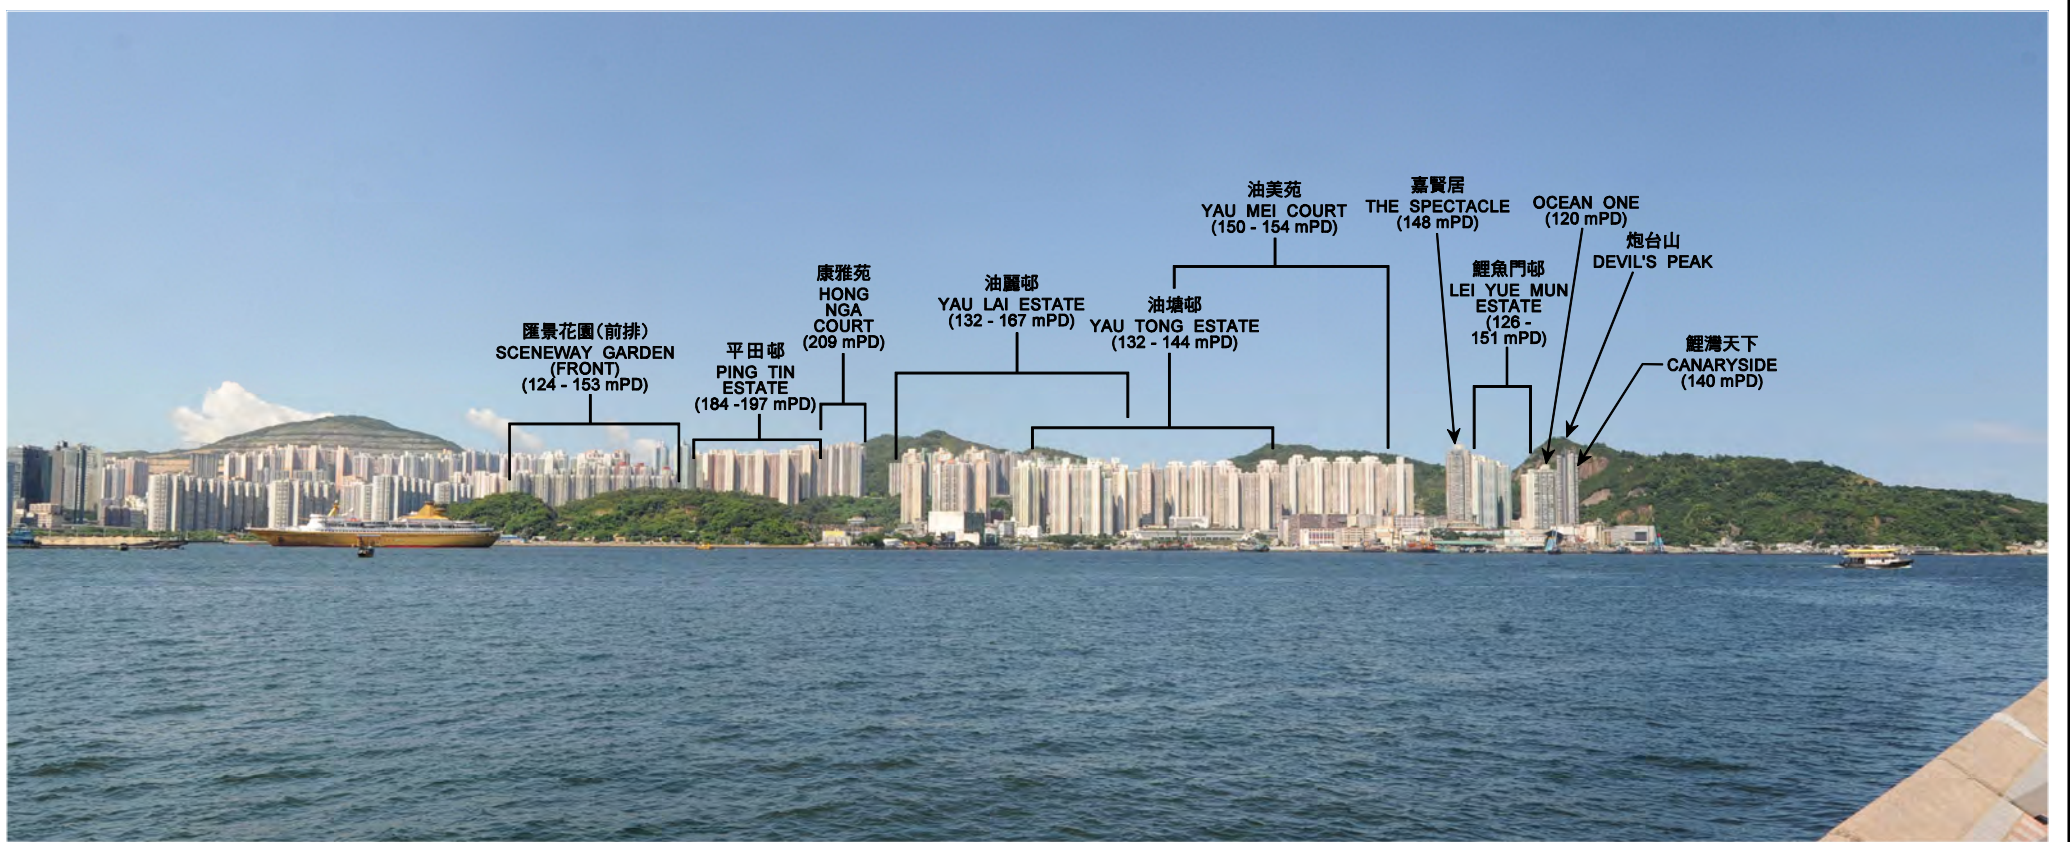 匯景花園(前排)
SCENEWAY GARDEN
(FRONT)
(124 - 153 mPD)
平田邨
PING TIN
ESTATE
(184 -197 mPD)
康雅苑
HONG
NGA
COURT
(209 mPD)
油麗邨
YAU LAI ESTATE
(132 - 167 mPD)
油塘邨
YAU TONG ESTATE
(132 - 144 mPD)
油美苑
YAU MEI COURT
(150 - 154 mPD)
嘉賢居
THE SPECTACLE
(148 mPD)
鯉魚門邨
LEI YUE MUN
ESTATE
(126 -
151 mPD)
OCEAN ONE
(120 mPD)
炮台山
DEVIL'S PEAK
鯉灣天下
CANARYSIDE
(140 mPD)